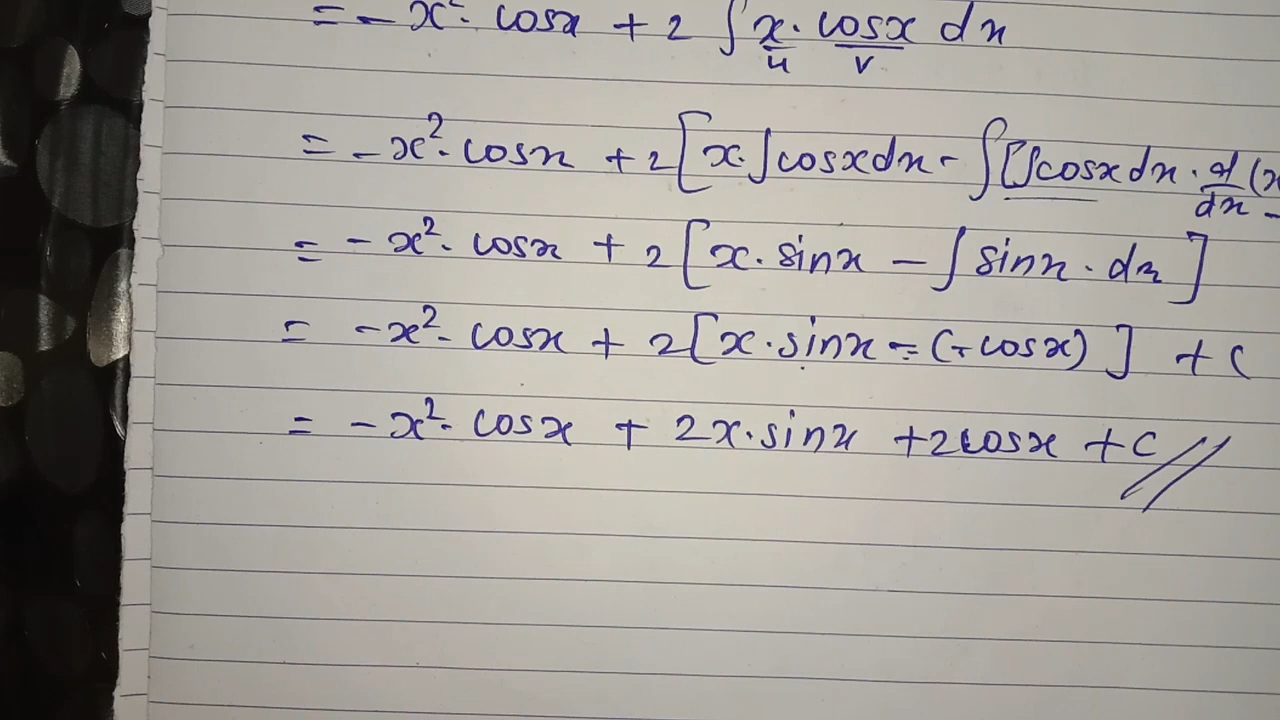 = - x². cosx + 2 ∫ x. cosx dx
u v
= -x². cosx + 2 [x.∫cosxdx - ∫[∫cosxdx . d/dx (x
= - x². cosx + 2 [x. sinx - ∫ sinx . dx]
= -x². cosx + 2[x.sinx - (-cosx)] + C
= -x². cosx + 2x.sinx +2cosx +C //